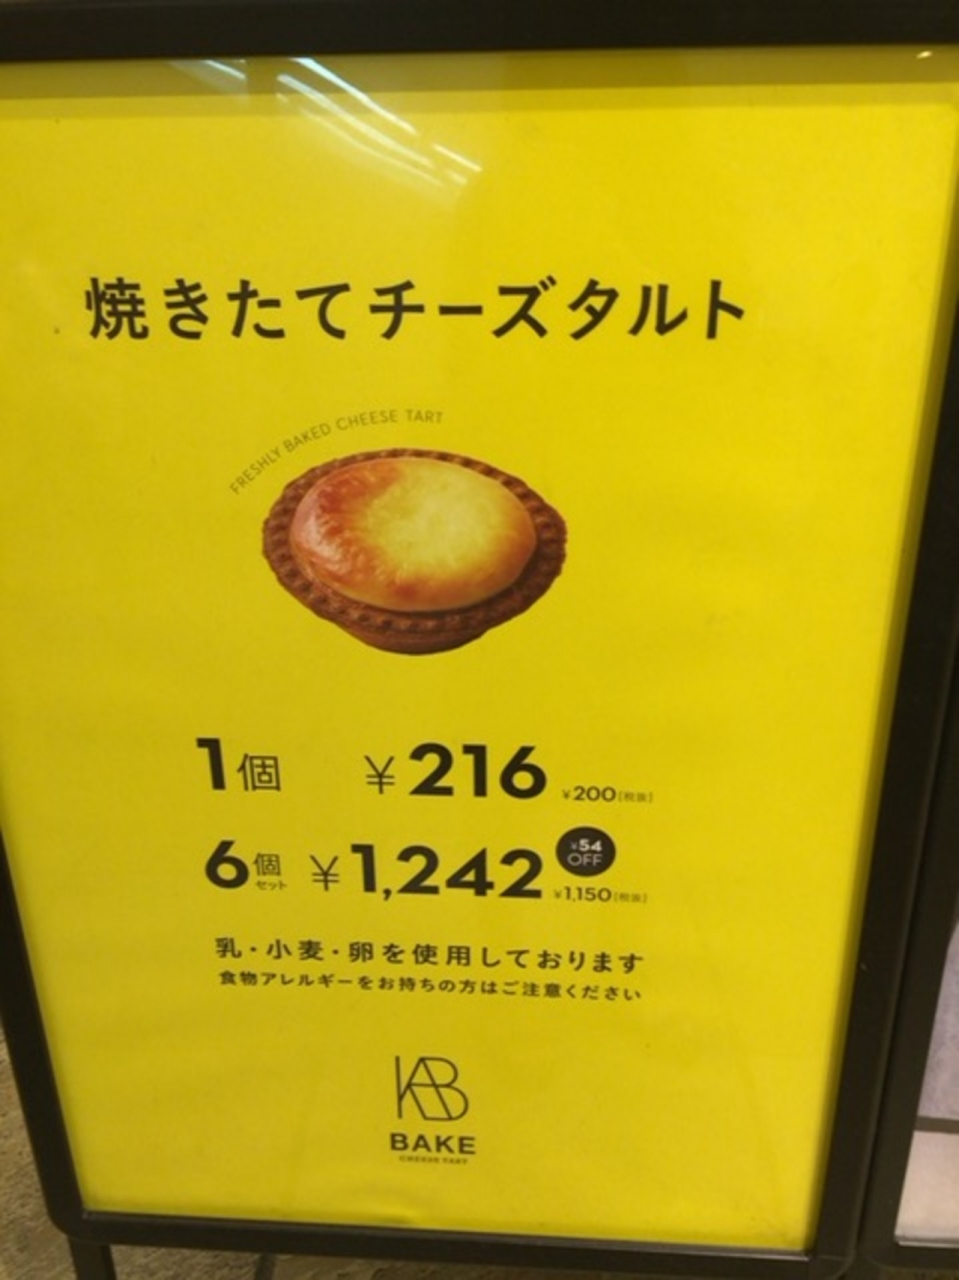 焼きたてチーズタルト
FRESHLY BAKED CHEESE TART
1個 ¥216 ¥200[税抜]
6個セット ¥1,242 ¥54 OFF ¥1,150[税抜]
乳・小麦・卵を使用しております
食物アレルギーをお持ちの方はご注意ください
KAB
BAKE
CHEESE TART